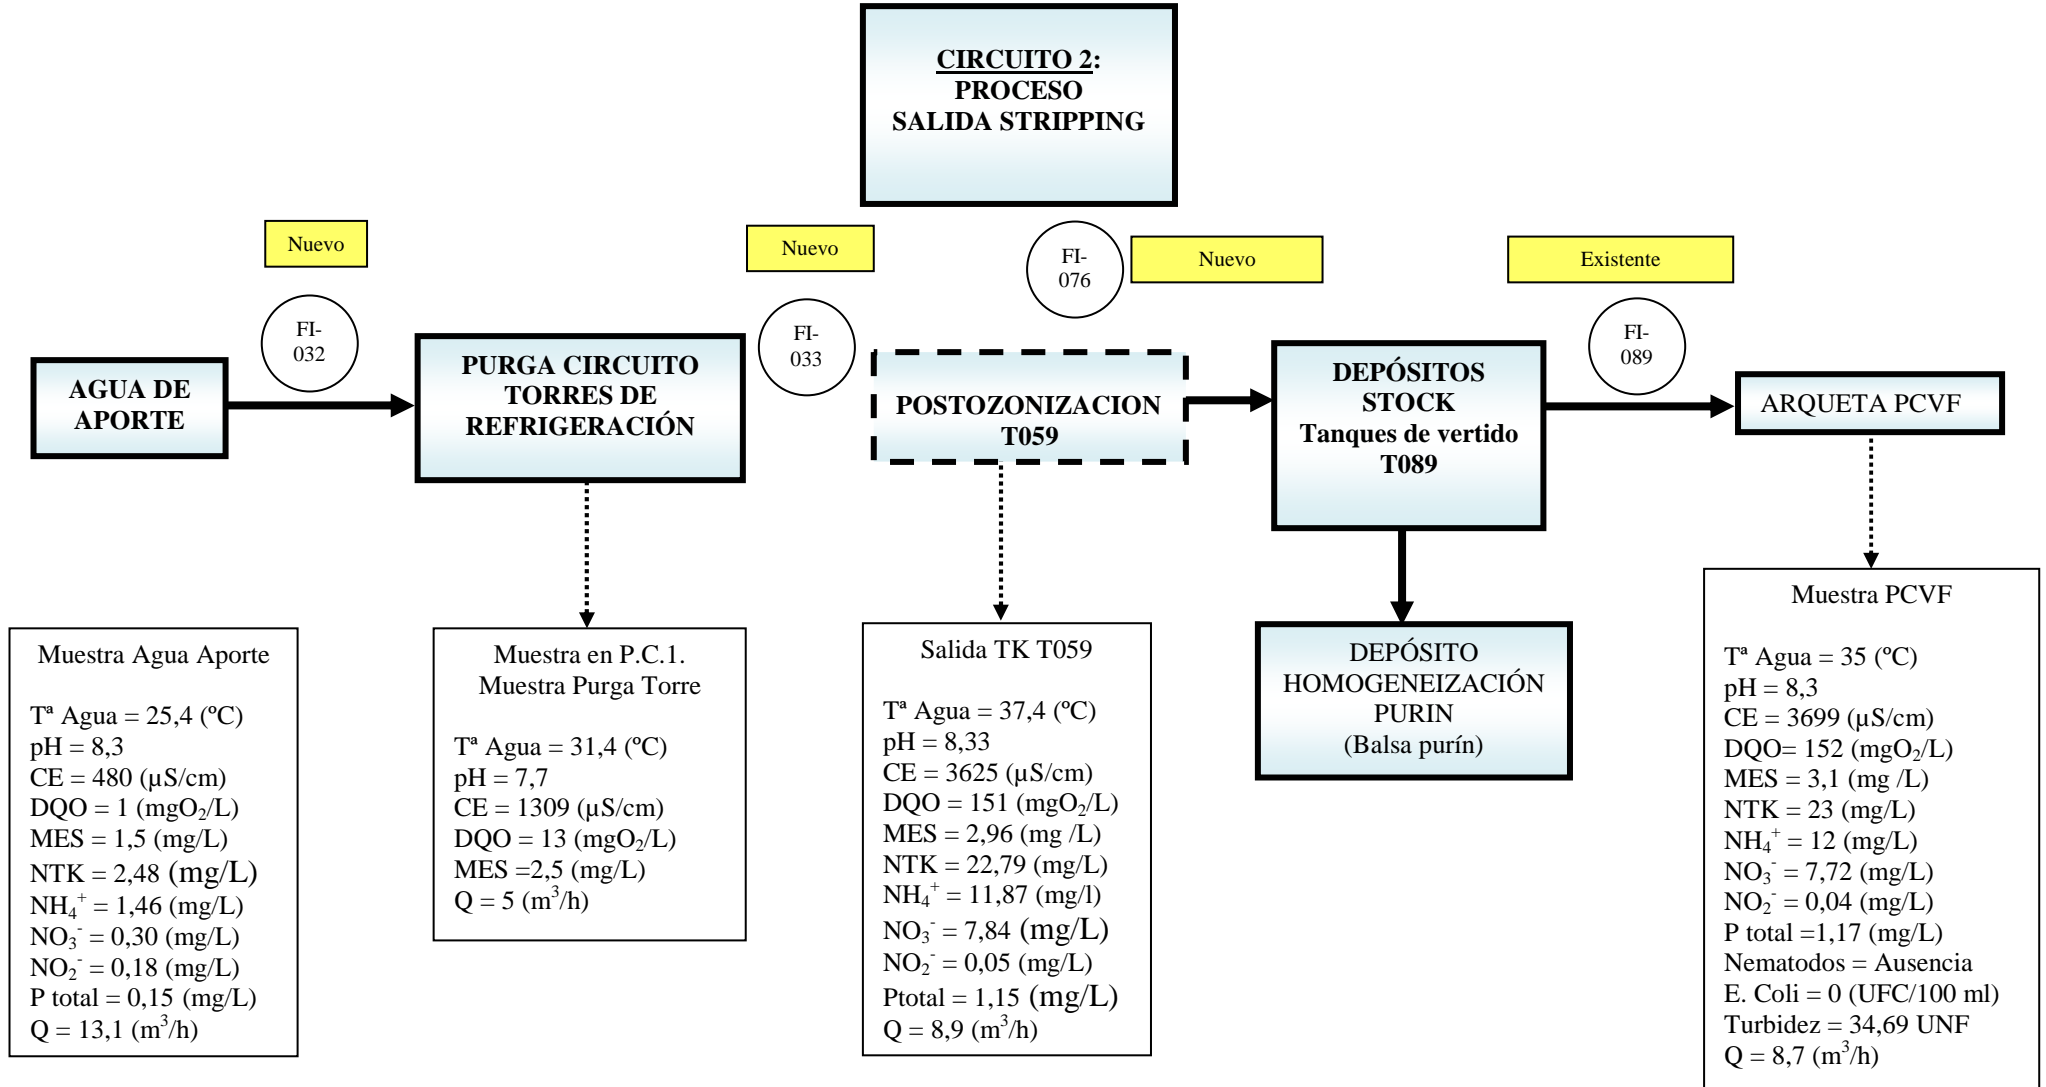 CIRCUITO 2:
PROCESO
SALIDA STRIPPING
Nuevo
Nuevo
Nuevo
Existente
FI-
032
FI-
033
FI-
076
FI-
089
AGUA DE
APORTE
PURGA CIRCUITO
TORRES DE
REFRIGERACIÓN
POSTOZONIZACION
T059
DEPÓSITOS
STOCK
Tanques de vertido
T089
ARQUETA PCVF
DEPÓSITO
HOMOGENEIZACIÓN
PURIN
(Balsa purín)
Muestra Agua Aporte
Tª Agua = 25,4 (ºC)
pH = 8,3
CE = 480 (µS/cm)
DQO = 1 (mgO₂/L)
MES = 1,5 (mg/L)
NTK = 2,48 (mg/L)
NH₄⁺ = 1,46 (mg/L)
NO₃⁻ = 0,30 (mg/L)
NO₂⁻ = 0,18 (mg/L)
P total = 0,15 (mg/L)
Q = 13,1 (m³/h)
Muestra en P.C.1.
Muestra Purga Torre
Tª Agua = 31,4 (ºC)
pH = 7,7
CE = 1309 (µS/cm)
DQO = 13 (mgO₂/L)
MES =2,5 (mg/L)
Q = 5 (m³/h)
Salida TK T059
Tª Agua = 37,4 (ºC)
pH = 8,33
CE = 3625 (µS/cm)
DQO = 151 (mgO₂/L)
MES = 2,96 (mg /L)
NTK = 22,79 (mg/L)
NH₄⁺ = 11,87 (mg/l)
NO₃⁻ = 7,84 (mg/L)
NO₂⁻ = 0,05 (mg/L)
Ptotal = 1,15 (mg/L)
Q = 8,9 (m³/h)
Muestra PCVF
Tª Agua = 35 (ºC)
pH = 8,3
CE = 3699 (µS/cm)
DQO= 152 (mgO₂/L)
MES = 3,1 (mg /L)
NTK = 23 (mg/L)
NH₄⁺ = 12 (mg/L)
NO₃⁻ = 7,72 (mg/L)
NO₂⁻ = 0,04 (mg/L)
P total =1,17 (mg/L)
Nematodos = Ausencia
E. Coli = 0 (UFC/100 ml)
Turbidez = 34,69 UNF
Q = 8,7 (m³/h)